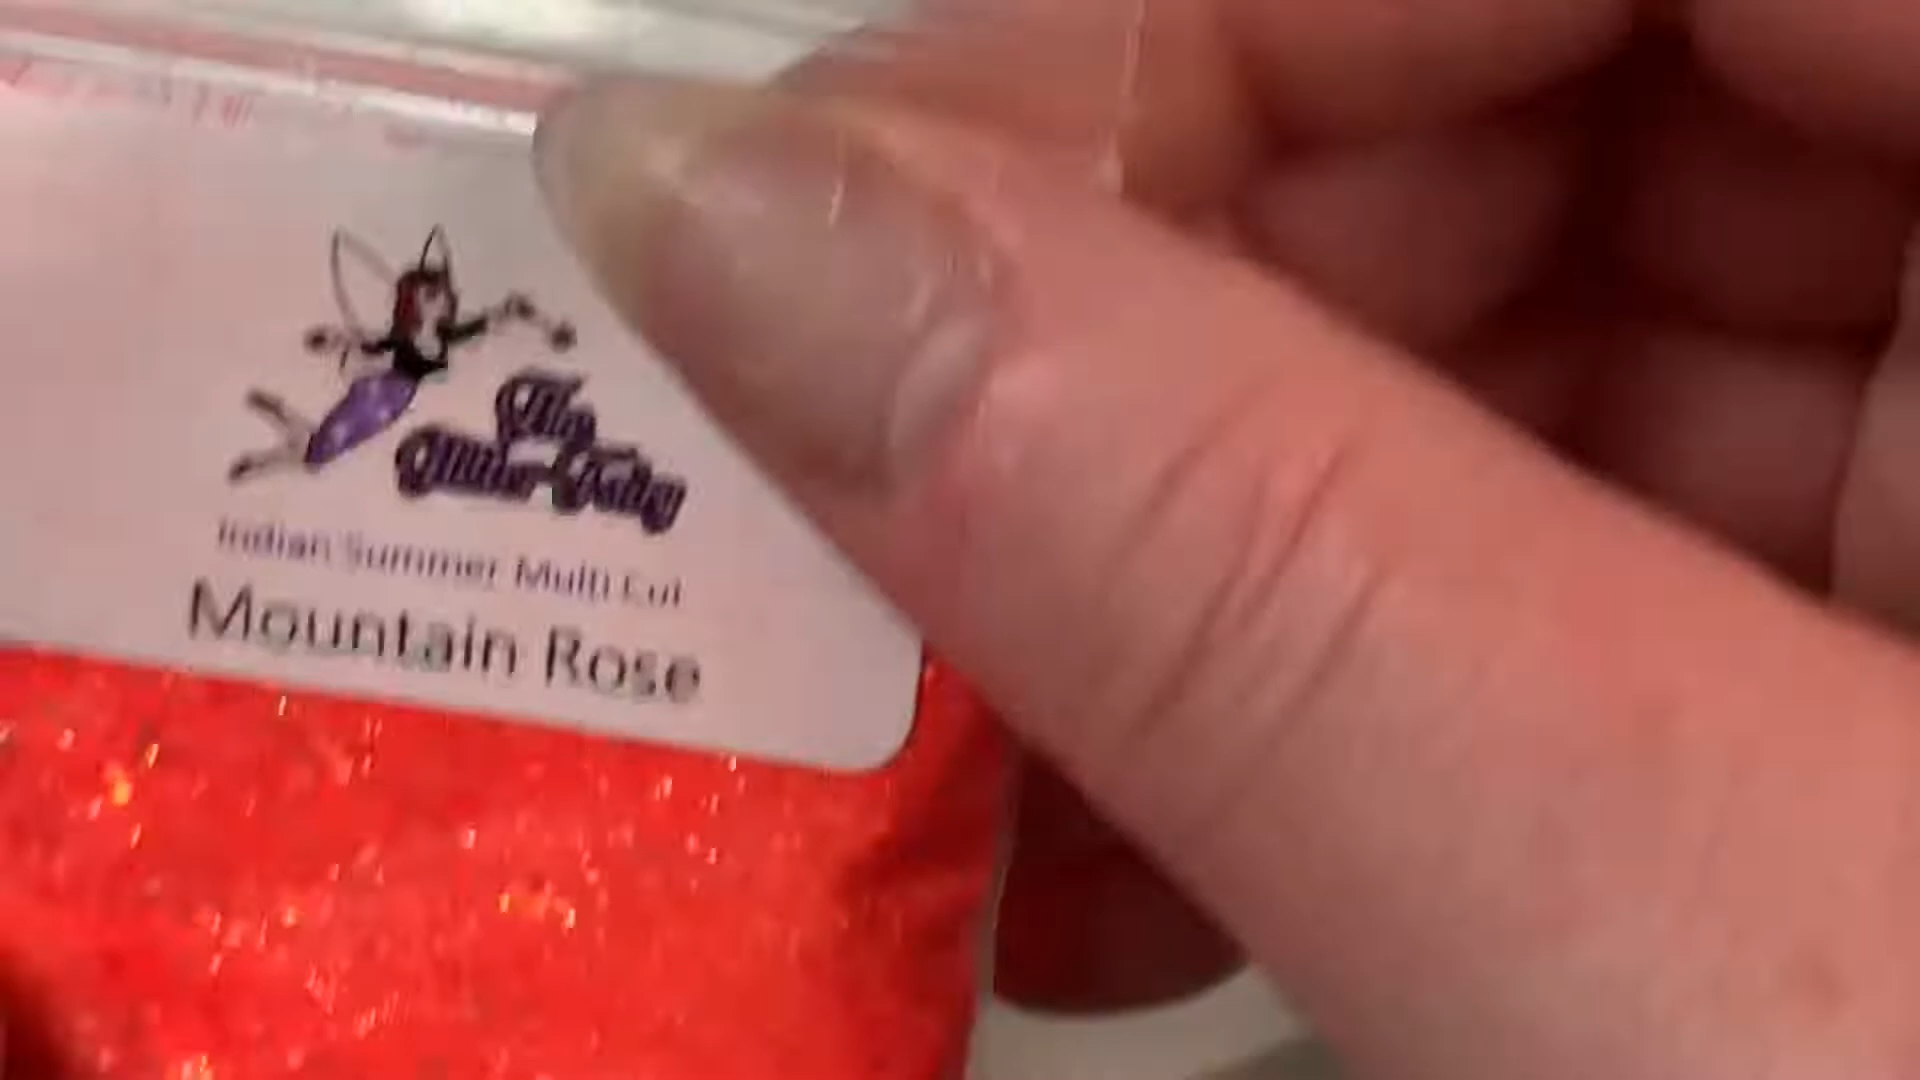 The
Glitter Fairy
Indian Summer Multi Cut
Mountain Rose